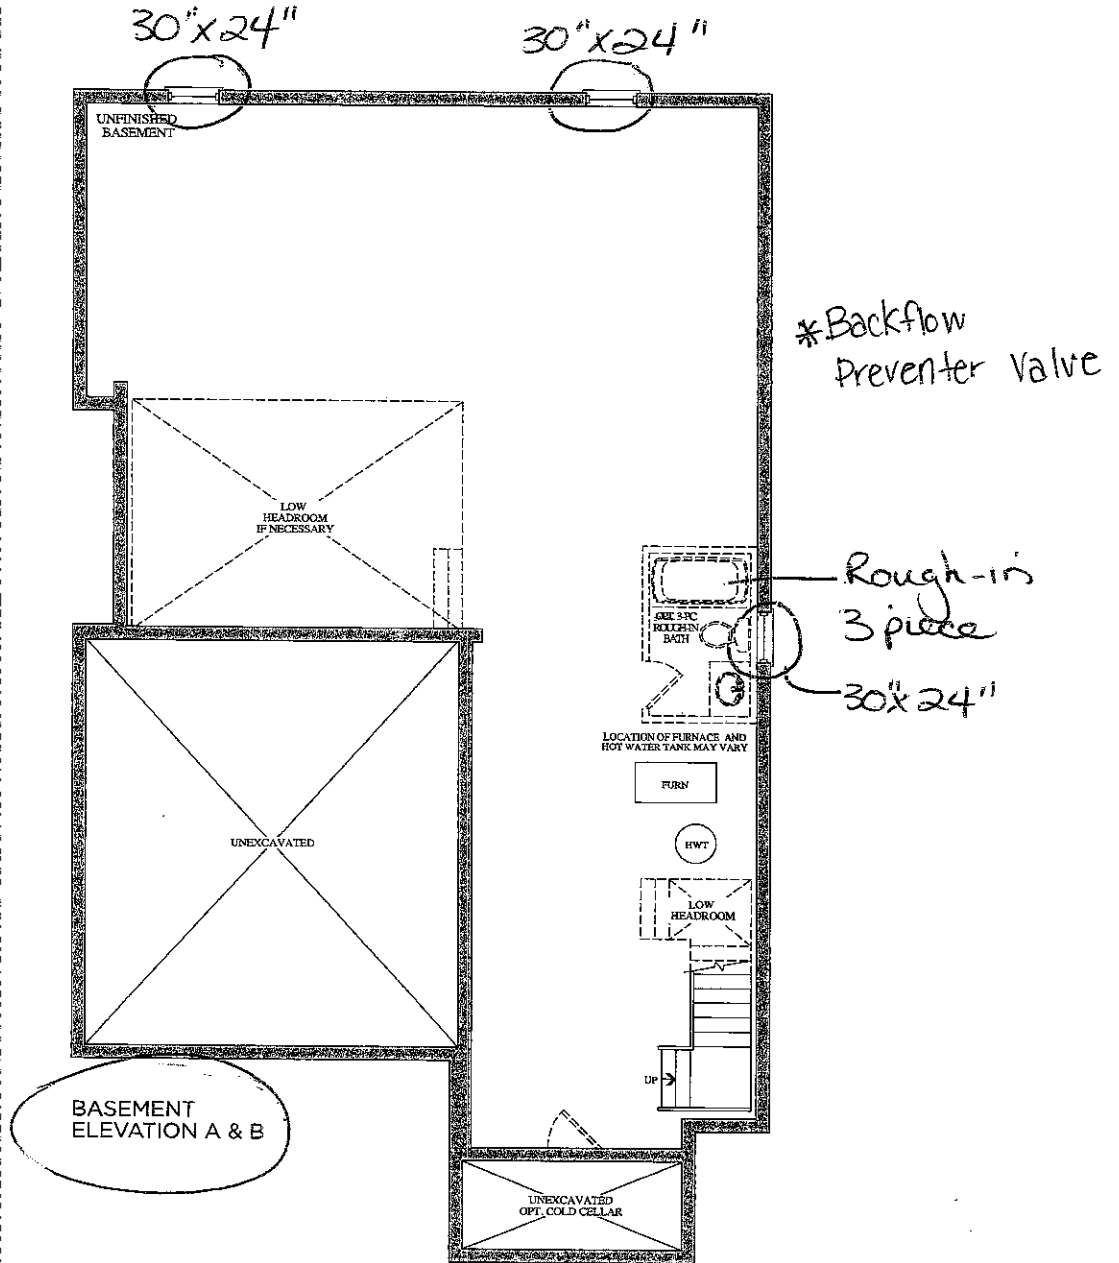 30"x24"
30"x24"
UNFINISHED
BASEMENT
*Backflow
Preventer Valve
LOW
HEADROOM
IF NECESSARY
Rough-in
3 piece
3-PC
ROUGH-IN
BATH
30"x24"
LOCATION OF FURNACE AND
HOT WATER TANK MAY VARY
FURN
UNEXCAVATED
HWT
LOW
HEADROOM
UP
BASEMENT
ELEVATION A & B
UNEXCAVATED
OPT. COLD CELLAR